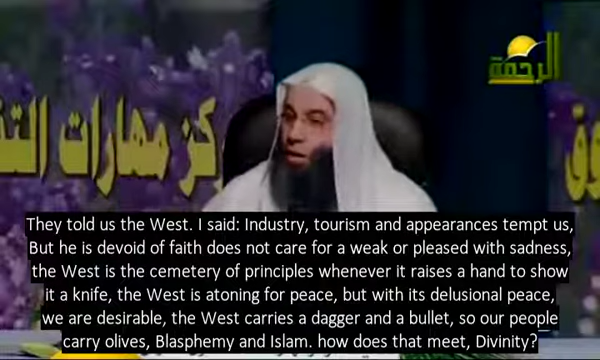 الرحمة
كز مهارات الت
وق
They told us the West. I said: Industry, tourism and appearances tempt us,
But he is devoid of faith does not care for a weak or pleased with sadness,
the West is the cemetery of principles whenever it raises a hand to show
it a knife, the West is atoning for peace, but with its delusional peace,
we are desirable, the West carries a dagger and a bullet, so our people
carry olives, Blasphemy and Islam. how does that meet, Divinity?